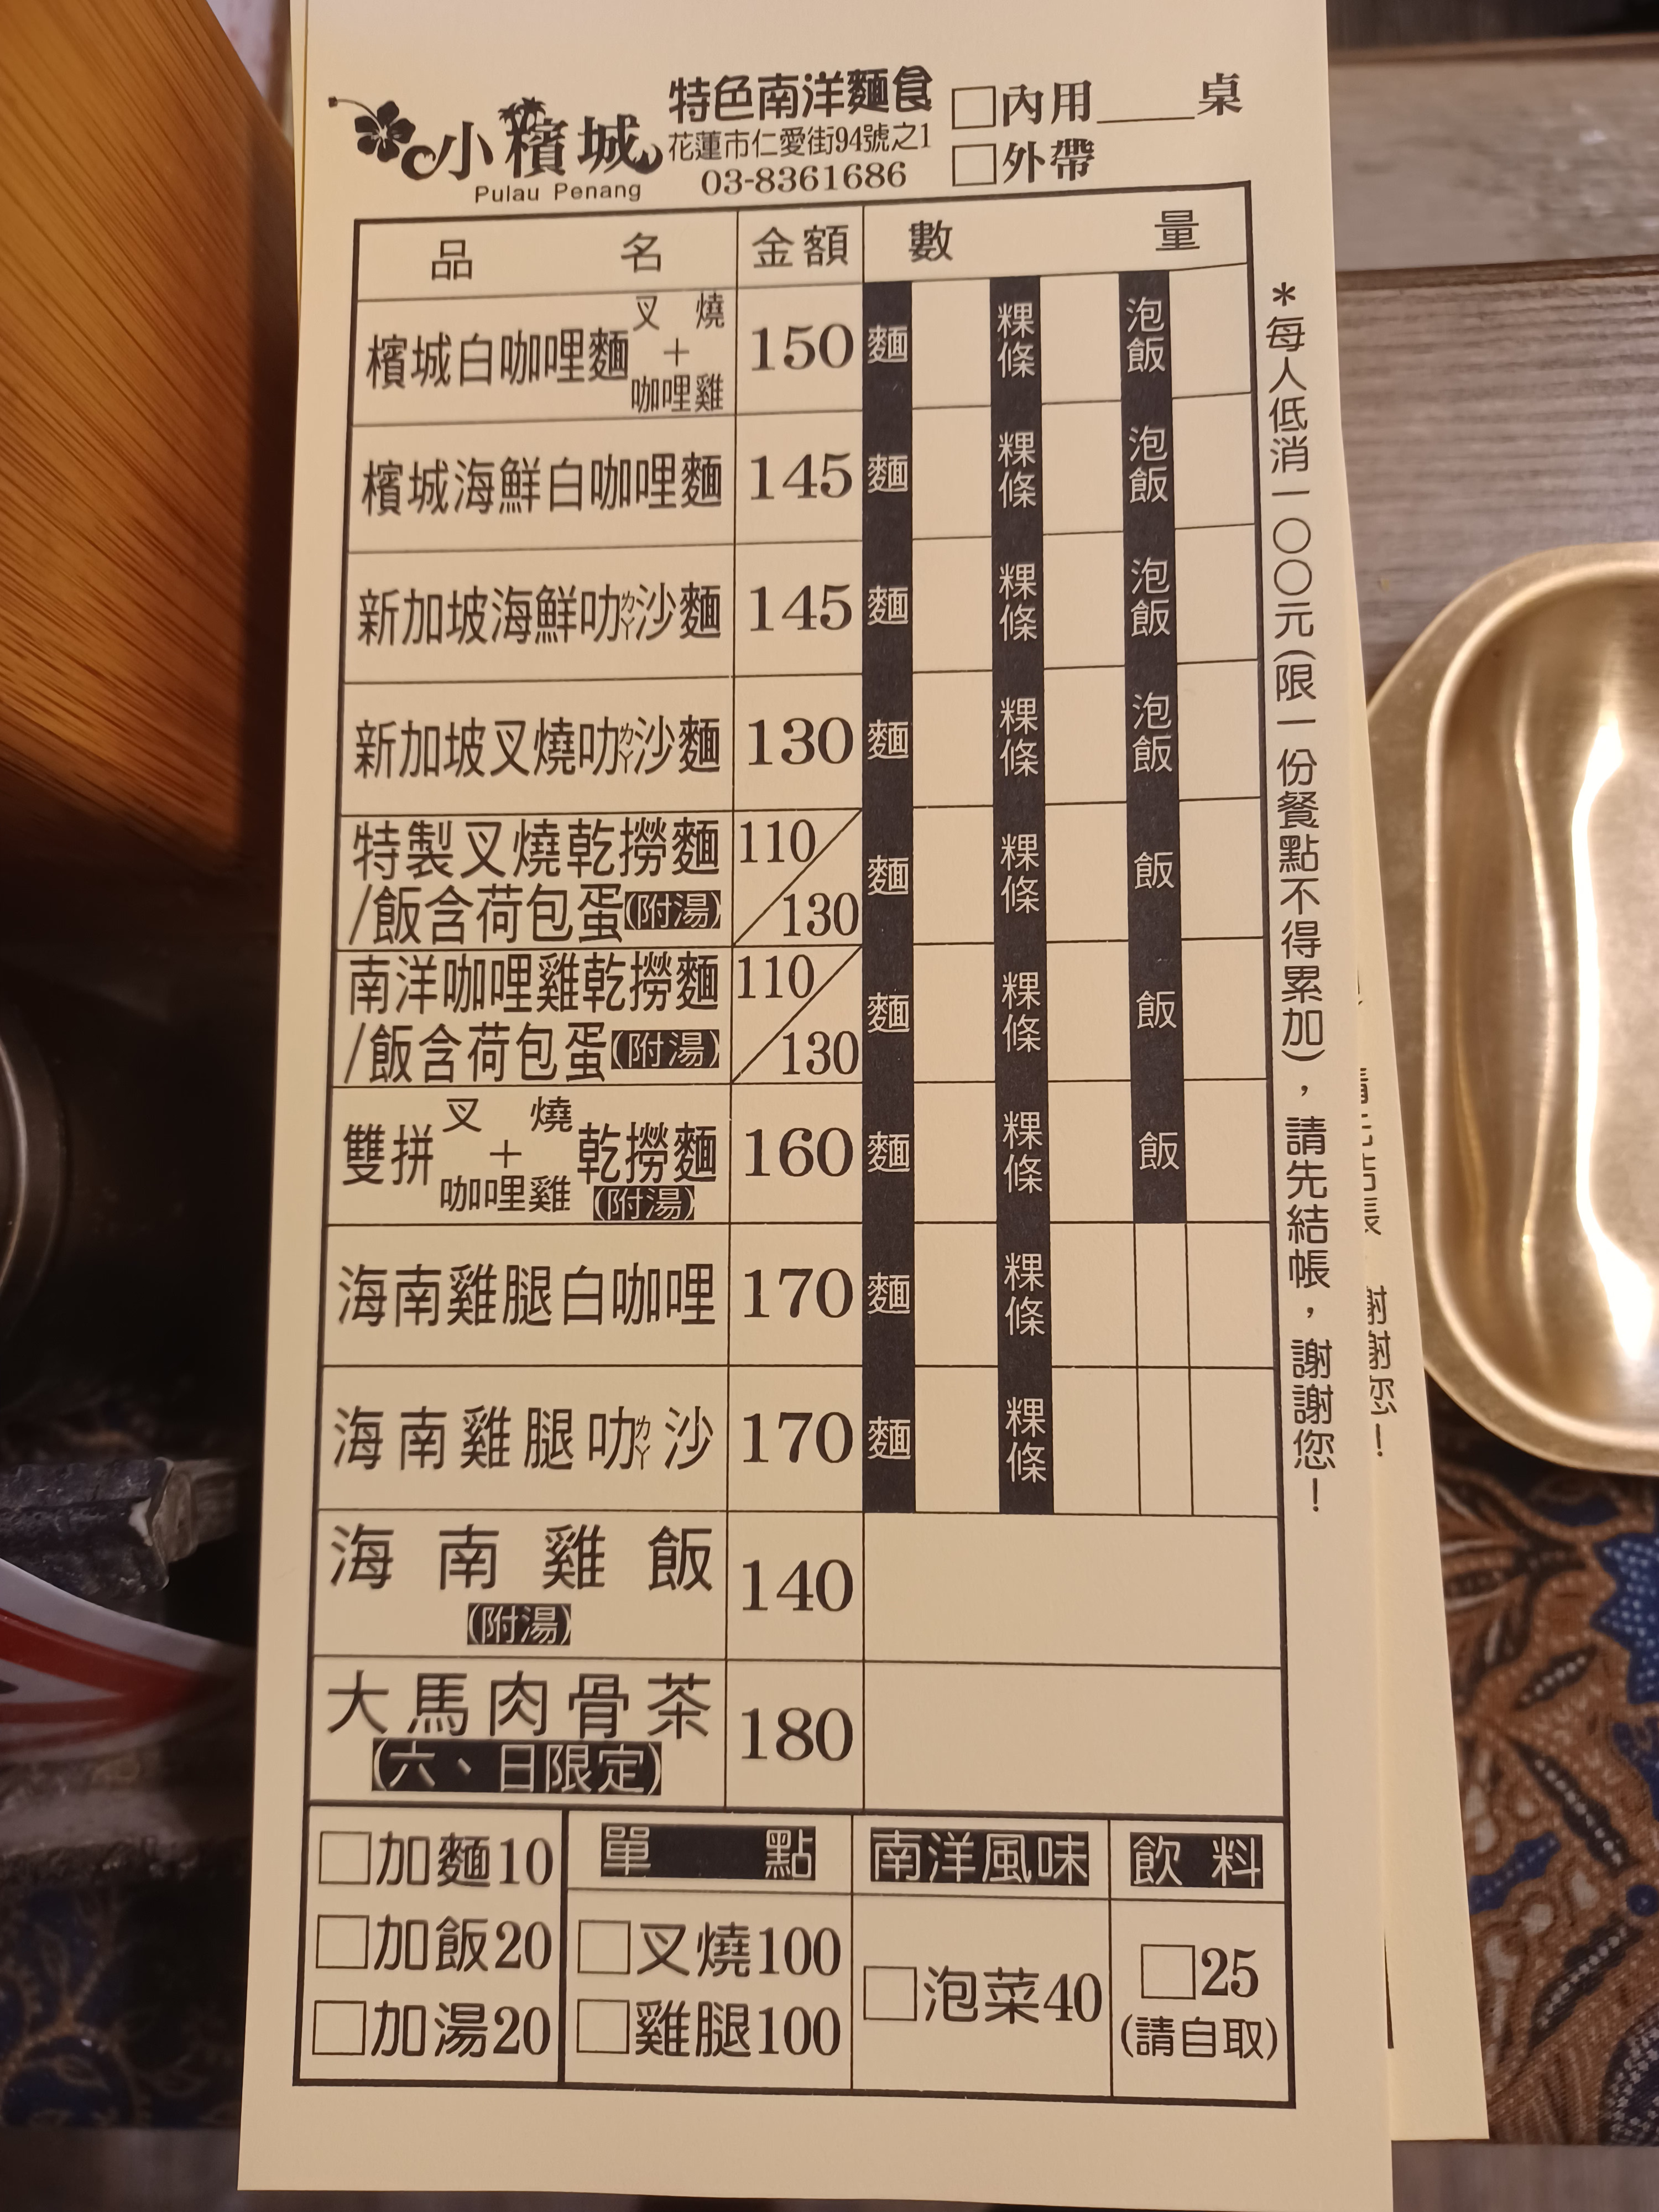 小檳城
Pulau Penang
特色南洋麵食
花蓮市仁愛街94號之1
03-8361686
□內用____桌
□外帶
品名 金額 數量
檳城白咖哩麵 叉燒+咖哩雞 150 麵 粿條 泡飯
檳城海鮮白咖哩麵 145 麵 粿條 泡飯
新加坡海鮮叻ㄌㄚ沙麵 145 麵 粿條 泡飯
新加坡叉燒叻ㄌㄚ沙麵 130 麵 粿條 泡飯
特製叉燒乾撈麵 110
/飯含荷包蛋(附湯) /130 麵 粿條 飯
南洋咖哩雞乾撈麵 110
/飯含荷包蛋(附湯) /130 麵 粿條 飯
雙拼 叉燒+咖哩雞 乾撈麵 (附湯) 160 麵 粿條 飯
海南雞腿白咖哩 170 麵 粿條
海南雞腿叻ㄌㄚ沙 170 麵 粿條
海南雞飯 140
(附湯)
大馬肉骨茶 180
(六、日限定)
□加麵10
□加飯20
□加湯20
單點
□叉燒100
□雞腿100
南洋風味
□泡菜40
飲料
□25
(請自取)
＊每人低消一〇〇元(限一份餐點不得累加)，請先結帳，謝謝您！
謝謝您！